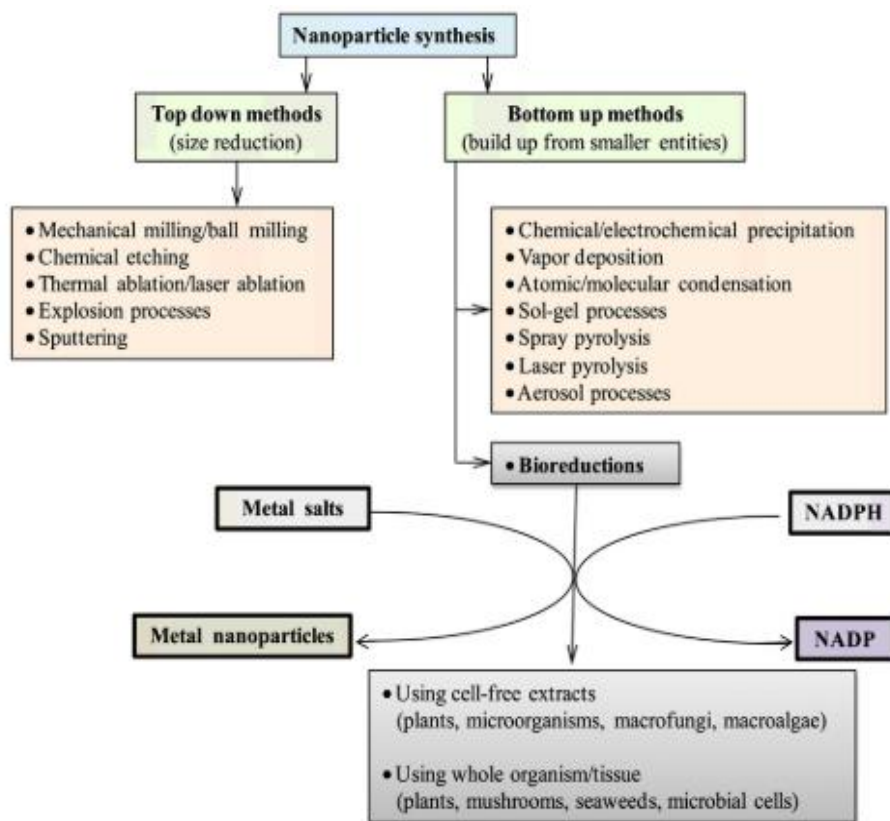 Nanoparticle synthesis
Top down methods
(size reduction)
Bottom up methods
(build up from smaller entities)
• Mechanical milling/ball milling
• Chemical etching
• Thermal ablation/laser ablation
• Explosion processes
• Sputtering
• Chemical/electrochemical precipitation
• Vapor deposition
• Atomic/molecular condensation
• Sol-gel processes
• Spray pyrolysis
• Laser pyrolysis
• Aerosol processes
• Bioreductions
Metal salts
NADPH
Metal nanoparticles
NADP
• Using cell-free extracts
(plants, microorganisms, macrofungi, macroalgae)
• Using whole organism/tissue
(plants, mushrooms, seaweeds, microbial cells)